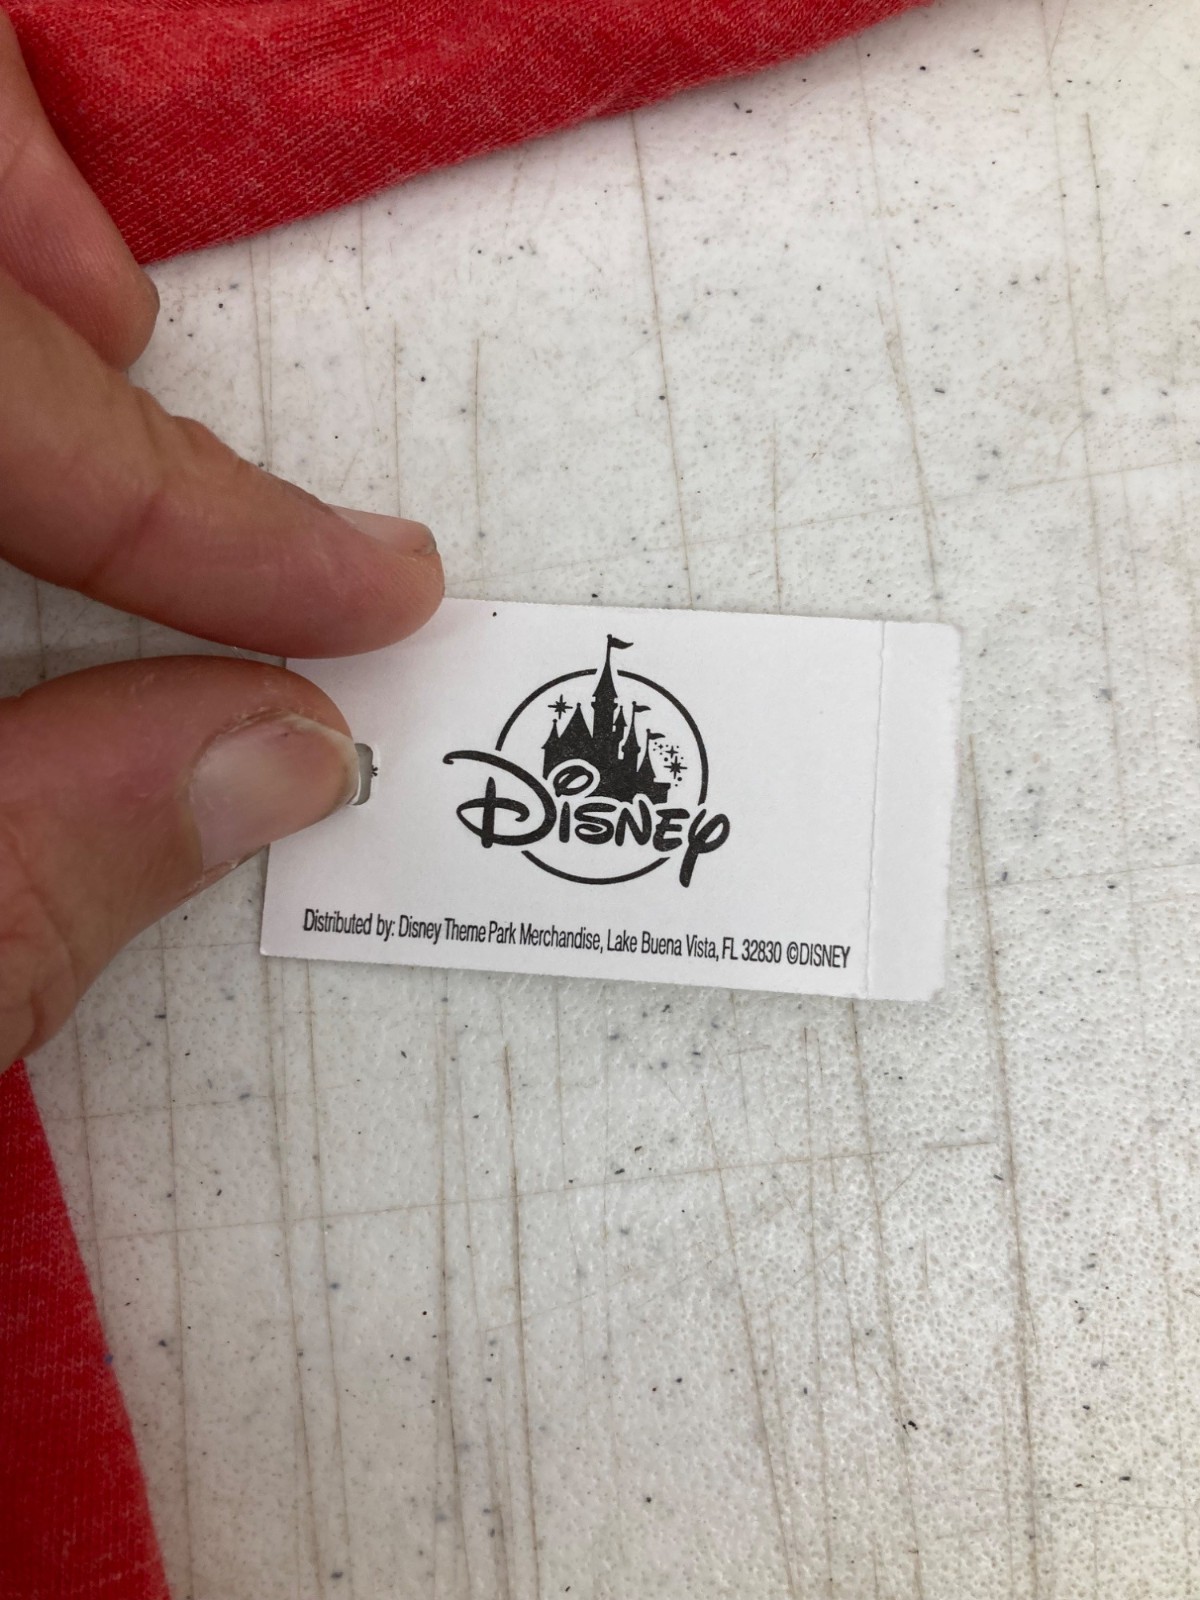 Disney
Distributed by: Disney Theme Park Merchandise, Lake Buena Vista, FL 32830 ©DISNEY